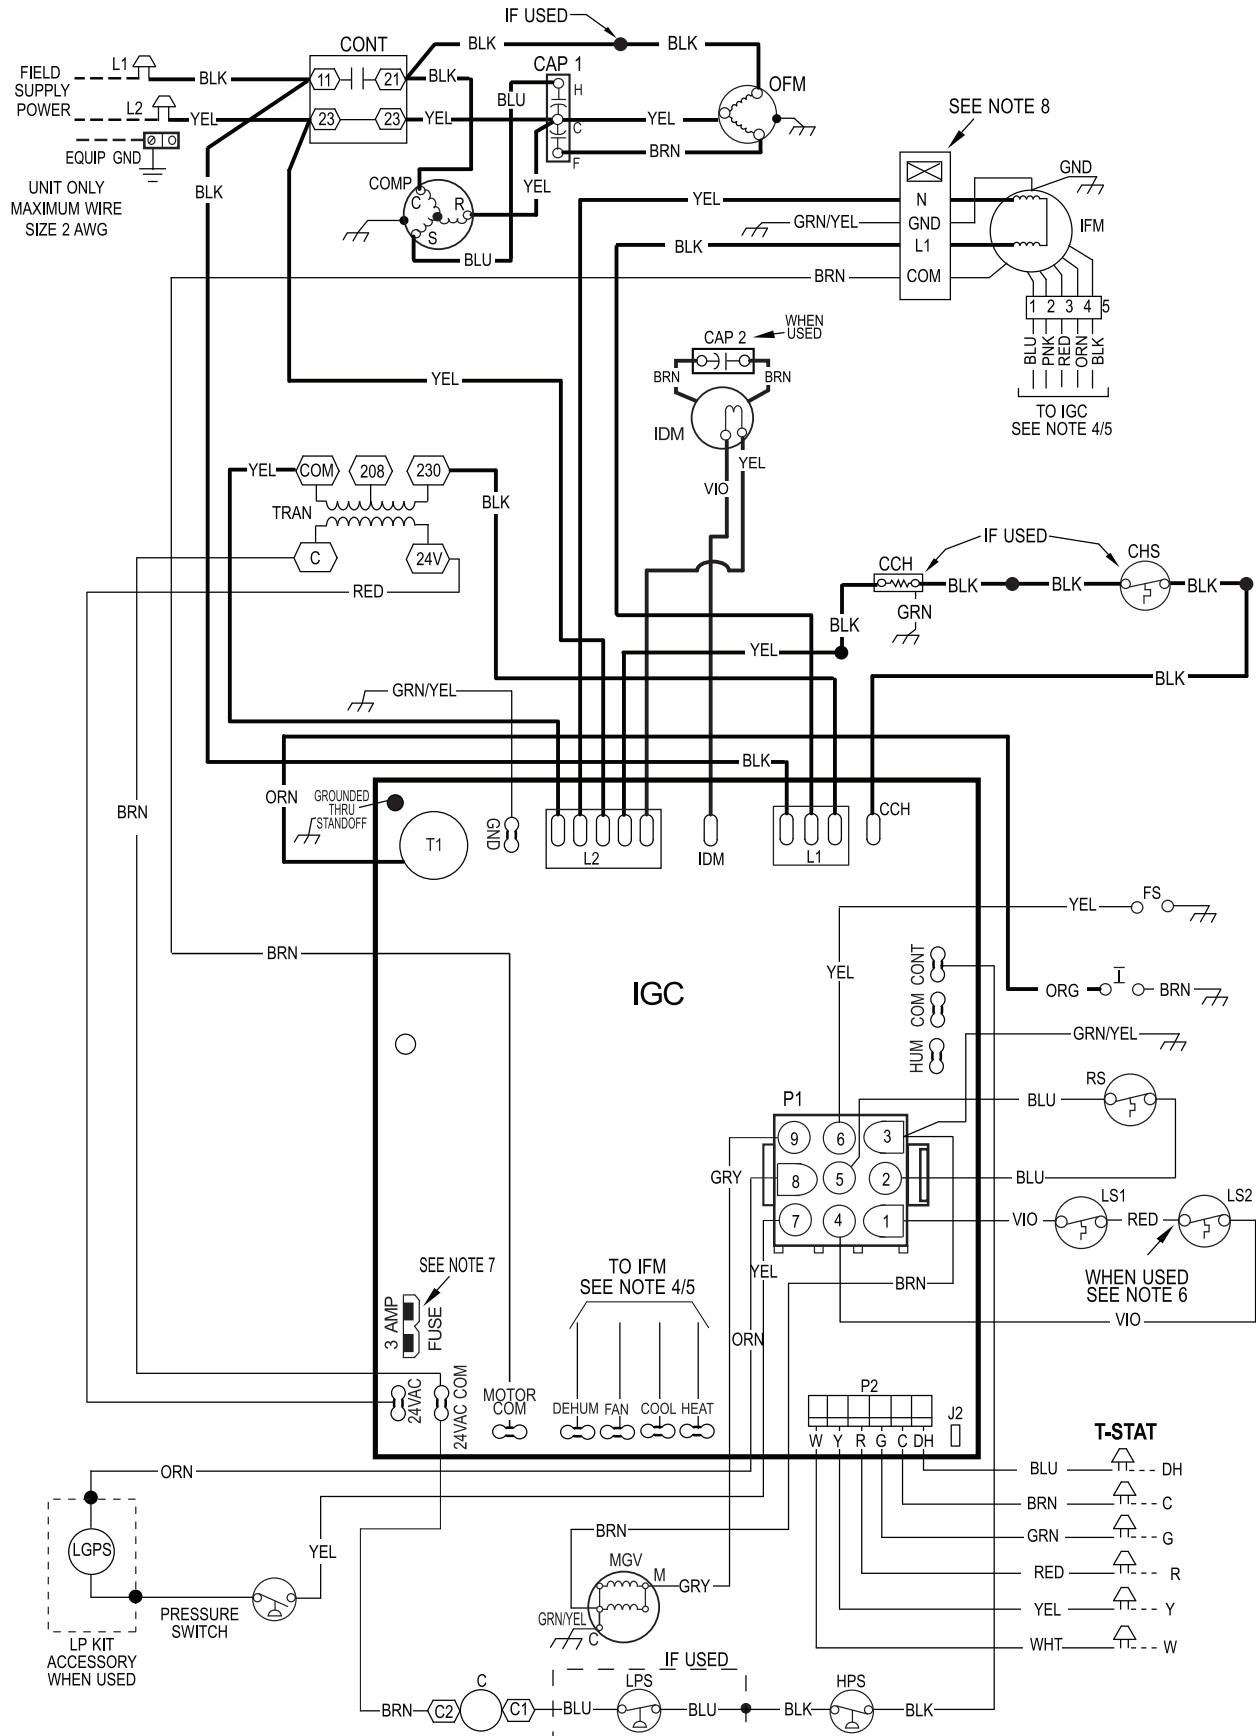 IF USED
CONT
BLK
BLK
L1
FIELD
SUPPLY
POWER
BLK
11
21
BLK
CAP 1
H
OFM
L2
YEL
23
23
YEL
BLU
C
YEL
BRN
F
EQUIP GND
UNIT ONLY
MAXIMUM WIRE
SIZE 2 AWG
BLK
COMP
C
R
S
YEL
BLU
SEE NOTE 8
GND
YEL
N
GRN/YEL
GND
IFM
BLK
L1
BRN
COM
1 2 3 4 5
BLU
PNK
RED
ORN
BLK
TO IGC
SEE NOTE 4/5
CAP 2
WHEN
USED
BRN
BRN
YEL
IDM
YEL
VIO
YEL
COM
208
230
BLK
TRAN
C
24V
RED
IF USED
CCH
CHS
BLK
BLK
BLK
GRN
BLK
YEL
BLK
GRN/YEL
BLK
BRN
ORN
GROUNDED
THRU
STANDOFF
T1
GND
L2
IDM
L1
CCH
YEL
FS
BRN
YEL
CONT
COM
HUM
IGC
ORG
I
BRN
GRN/YEL
RS
BLU
P1
9 6 3
GRY
8 5 2
BLU
LS1
LS2
7 4 1
VIO
RED
YEL
BRN
WHEN USED
SEE NOTE 6
VIO
SEE NOTE 7
3 AMP
FUSE
TO IFM
SEE NOTE 4/5
ORN
24VAC
24VAC COM
MOTOR
COM
DEHUM
FAN
COOL
HEAT
P2
J2
W Y R G C DH
T-STAT
BLU
DH
BRN
C
GRN
G
RED
R
YEL
Y
WHT
W
ORN
LGPS
YEL
PRESSURE
SWITCH
LP KIT
ACCESSORY
WHEN USED
BRN
MGV
M
GRY
GRN/YEL
C
IF USED
BRN
C2
C
C1
BLU
LPS
BLU
BLK
HPS
BLK